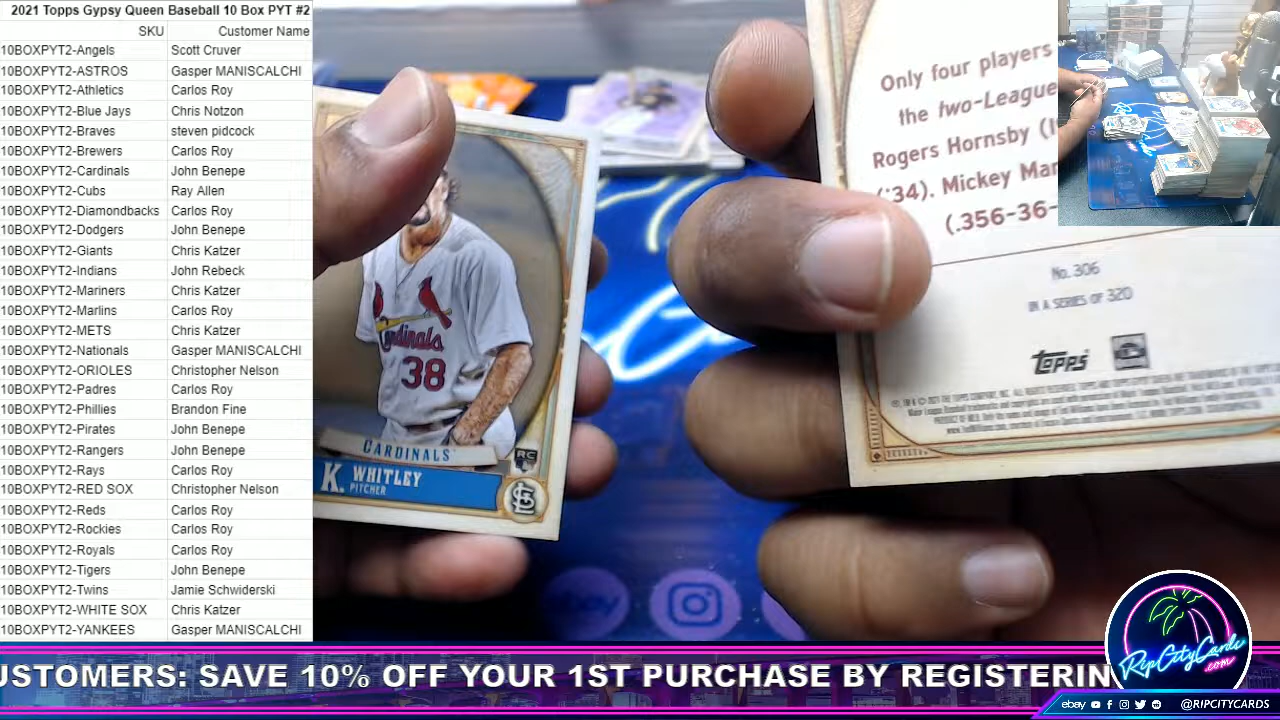 2021 Topps Gypsy Queen Baseball 10 Box PYT #2
SKU Customer Name
10BOXPYT2-Angels Scott Cruver
10BOXPYT2-ASTROS Gasper MANISCALCHI
10BOXPYT2-Athletics Carlos Roy
10BOXPYT2-Blue Jays Chris Notzon
10BOXPYT2-Braves steven pidcock
10BOXPYT2-Brewers Carlos Roy
10BOXPYT2-Cardinals John Benepe
10BOXPYT2-Cubs Ray Allen
10BOXPYT2-Diamondbacks Carlos Roy
10BOXPYT2-Dodgers John Benepe
10BOXPYT2-Giants Chris Katzer
10BOXPYT2-Indians John Rebeck
10BOXPYT2-Mariners Chris Katzer
10BOXPYT2-Marlins Carlos Roy
10BOXPYT2-METS Chris Katzer
10BOXPYT2-Nationals Gasper MANISCALCHI
10BOXPYT2-ORIOLES Christopher Nelson
10BOXPYT2-Padres Carlos Roy
10BOXPYT2-Phillies Brandon Fine
10BOXPYT2-Pirates John Benepe
10BOXPYT2-Rangers John Benepe
10BOXPYT2-Rays Carlos Roy
10BOXPYT2-RED SOX Christopher Nelson
10BOXPYT2-Reds Carlos Roy
10BOXPYT2-Rockies Carlos Roy
10BOXPYT2-Royals Carlos Roy
10BOXPYT2-Tigers John Benepe
10BOXPYT2-Twins Jamie Schwiderski
10BOXPYT2-WHITE SOX Chris Katzer
10BOXPYT2-YANKEES Gasper MANISCALCHI
Cardinals
38
CARDINALS
RC
K. WHITLEY
PITCHER
Only four players
the two-League
Rogers Hornsby (1
('34). Mickey Man
(.356-36-
No. 306
IN A SERIES OF 320
topps
USTOMERS: SAVE 10% OFF YOUR 1ST PURCHASE BY REGISTERIN
RipCityCards
.com
ebay @RIPCITYCARDS